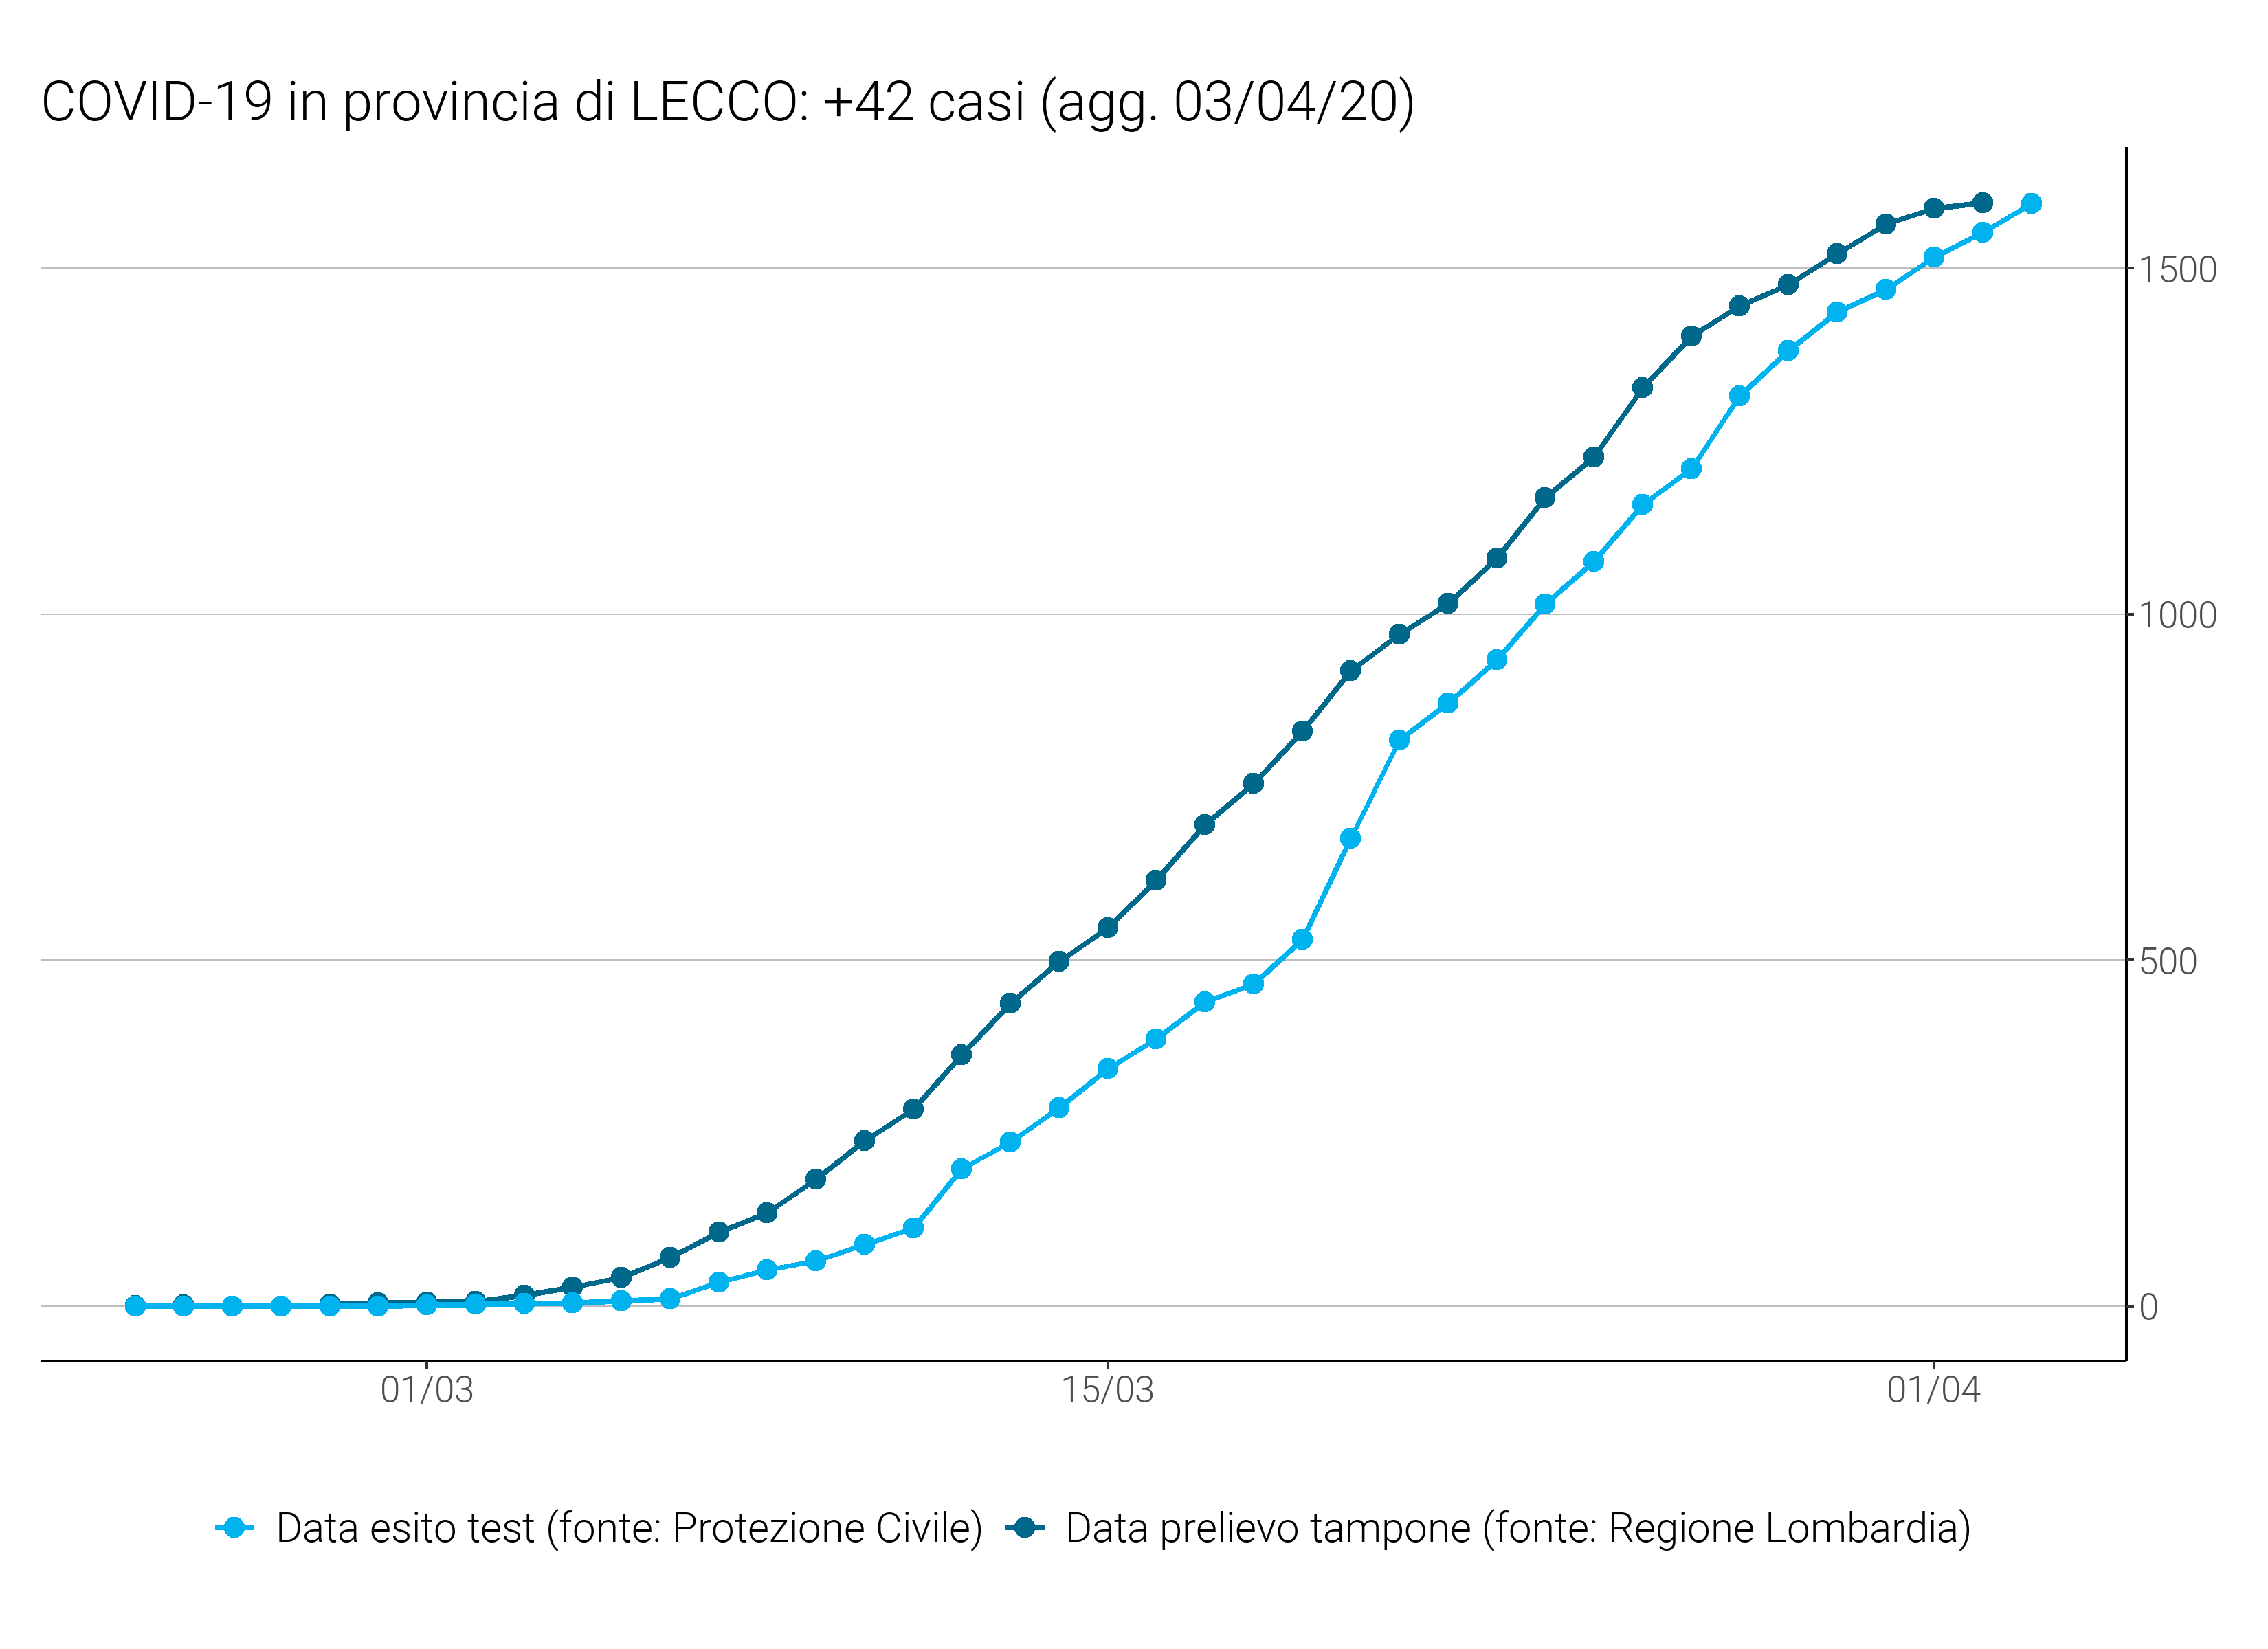 COVID-19 in provincia di LECCO: +42 casi (agg. 03/04/20)
1500
1000
500
0
01/03 15/03 01/04
Data esito test (fonte: Protezione Civile) Data prelievo tampone (fonte: Regione Lombardia)